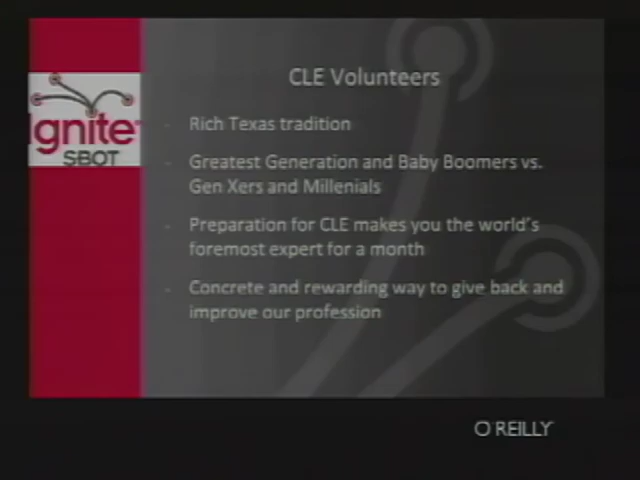 CLE Volunteers
Ignite
SBOT
- Rich Texas tradition
- Greatest Generation and Baby Boomers vs.
Gen Xers and Millenials
- Preparation for CLE makes you the world's
foremost expert for a month
- Concrete and rewarding way to give back and
improve our profession
O'REILLY